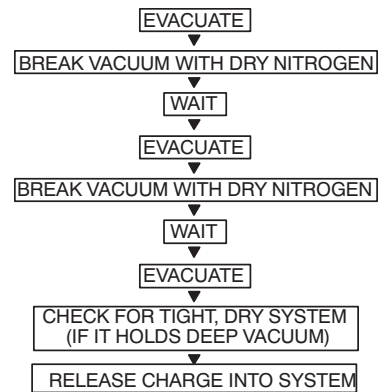 EVACUATE
BREAK VACUUM WITH DRY NITROGEN
WAIT
EVACUATE
BREAK VACUUM WITH DRY NITROGEN
WAIT
EVACUATE
CHECK FOR TIGHT, DRY SYSTEM
(IF IT HOLDS DEEP VACUUM)
RELEASE CHARGE INTO SYSTEM